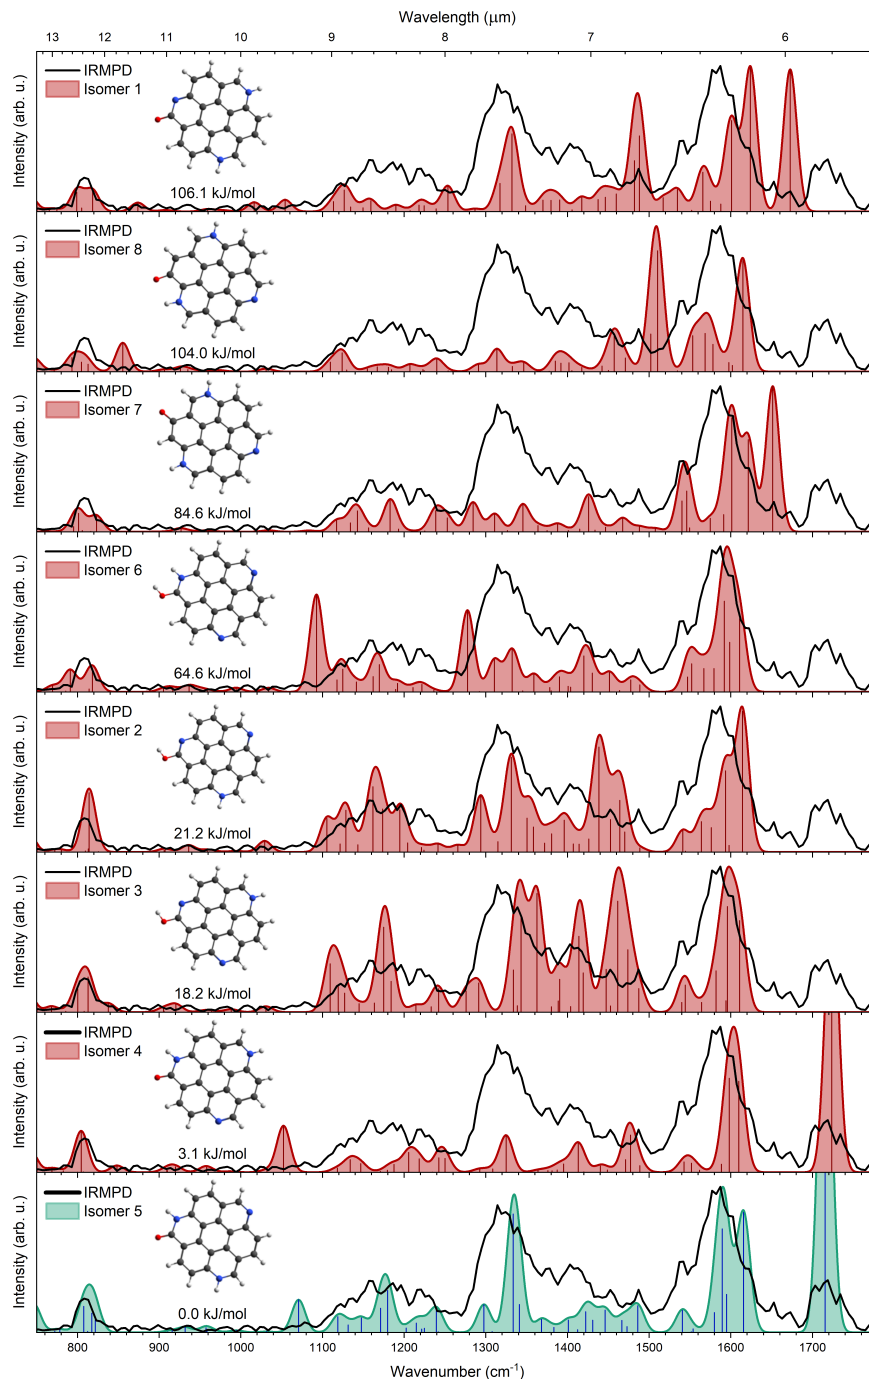 Wavelength (μm)
13 12 11 10 9 8 7 6
Intensity (arb. u.)
IRMPD
Isomer 1
106.1 kJ/mol
Intensity (arb. u.)
IRMPD
Isomer 8
104.0 kJ/mol
Intensity (arb. u.)
IRMPD
Isomer 7
84.6 kJ/mol
Intensity (arb. u.)
IRMPD
Isomer 6
64.6 kJ/mol
Intensity (arb. u.)
IRMPD
Isomer 2
21.2 kJ/mol
Intensity (arb. u.)
IRMPD
Isomer 3
18.2 kJ/mol
Intensity (arb. u.)
IRMPD
Isomer 4
3.1 kJ/mol
Intensity (arb. u.)
IRMPD
Isomer 5
0.0 kJ/mol
800 900 1000 1100 1200 1300 1400 1500 1600 1700
Wavenumber (cm⁻¹)